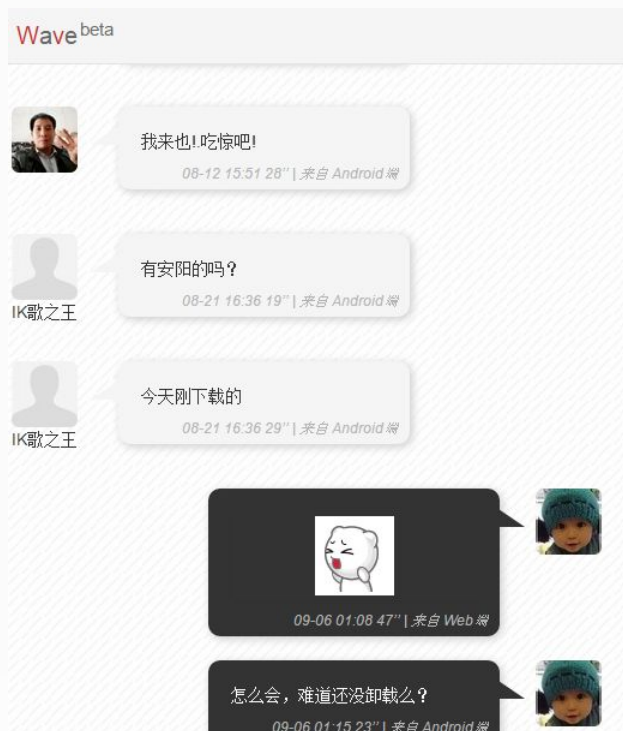 Wave beta
我来也!.吃惊吧!
08-12 15:51 28” | 来自 Android端
有安阳的吗？
08-21 16:36 19” | 来自 Android端
IK歌之王
今天刚下载的
08-21 16:36 29” | 来自 Android端
IK歌之王
09-06 01:08 47” | 来自 Web端
怎么会，难道还没卸载么？
09-06 01:15 23” | 来自 Android端